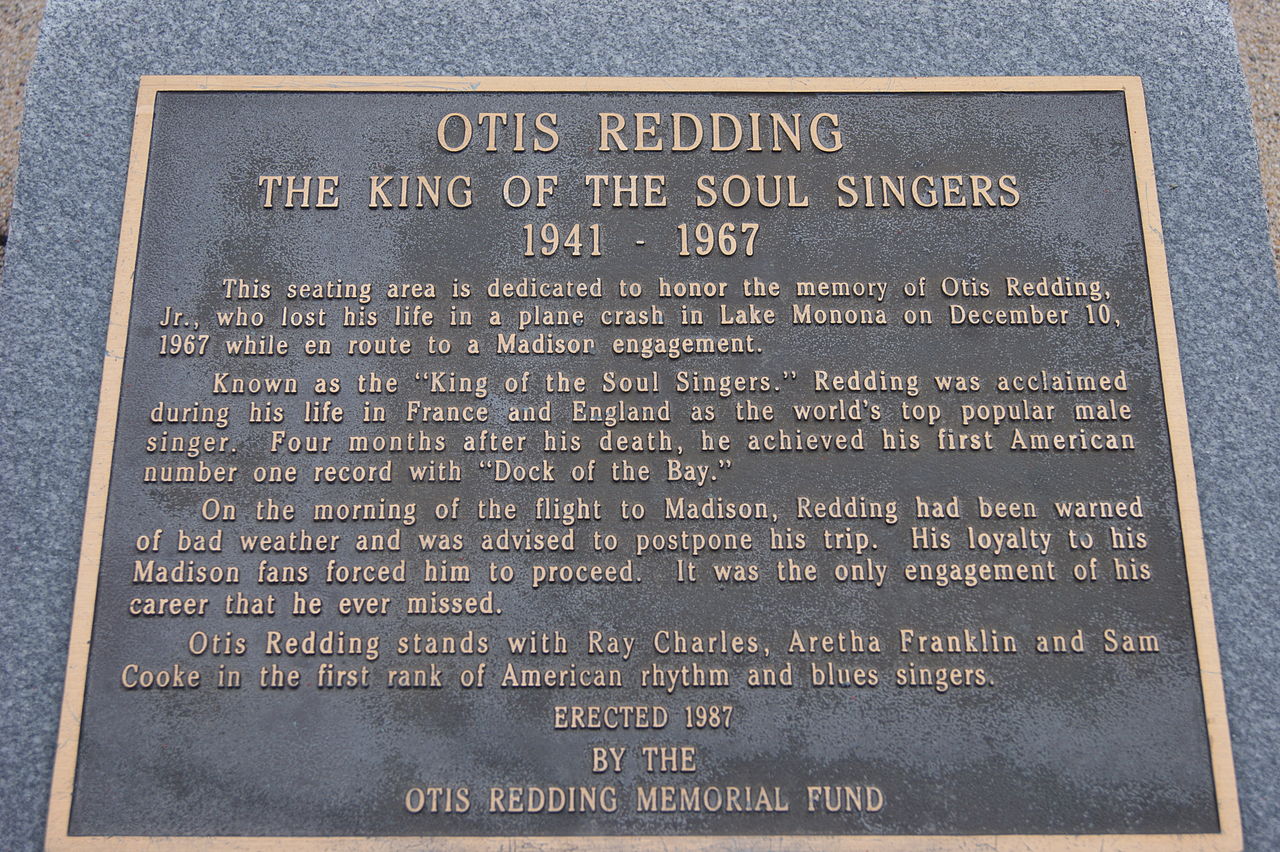 OTIS REDDING
THE KING OF THE SOUL SINGERS
1941 - 1967
This seating area is dedicated to honor the memory of Otis Redding,
Jr., who lost his life in a plane crash in Lake Monona on December 10,
1967 while en route to a Madison engagement.
Known as the "King of the Soul Singers." Redding was acclaimed
during his life in France and England as the world's top popular male
singer. Four months after his death, he achieved his first American
number one record with "Dock of the Bay."
On the morning of the flight to Madison, Redding had been warned
of bad weather and was advised to postpone his trip. His loyalty to his
Madison fans forced him to proceed. It was the only engagement of his
career that he ever missed.
Otis Redding stands with Ray Charles, Aretha Franklin and Sam
Cooke in the first rank of American rhythm and blues singers.
ERECTED 1987
BY THE
OTIS REDDING MEMORIAL FUND